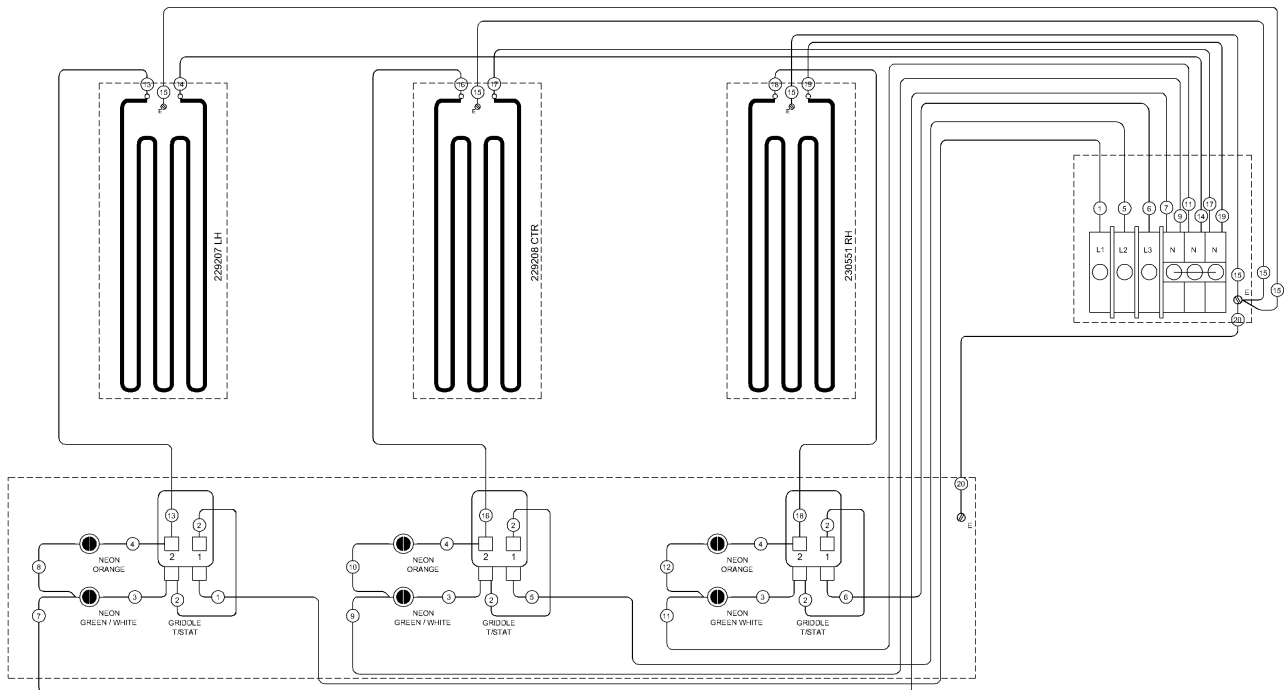 13 15 14 16 15 17 18 15 19
E E E
229207 LH
229208 CTR
230551 RH
1 5 6 7 9 11 14 17 19
L1 L2 L3 N N N
15 15 15
E
20
20
E
13 2
4
2 1
NEON
ORANGE
8
3 2 1
7
NEON
GREEN / WHITE
GRIDDLE
T/STAT
16 2
4
2 1
NEON
ORANGE
10
3 2 5
9
NEON
GREEN / WHITE
GRIDDLE
T/STAT
18 2
4
2 1
NEON
ORANGE
12
3 2 6
11
NEON
GREEN WHITE
GRIDDLE
T/STAT